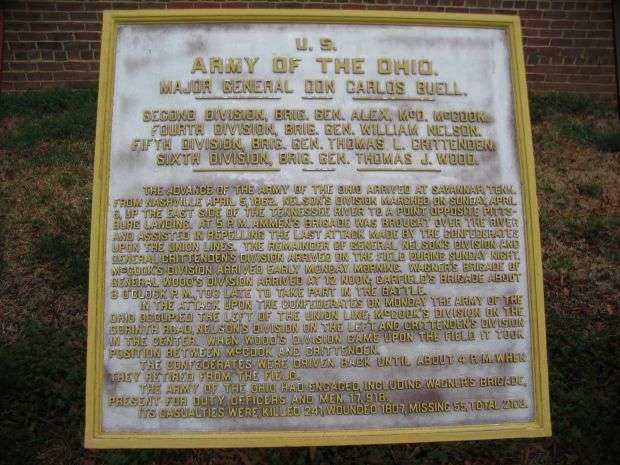 U. S.
ARMY OF THE OHIO.
MAJOR GENERAL DON CARLOS BUELL.
SECOND DIVISION, BRIG. GEN. ALEX. McD. McCOOK.
FOURTH DIVISION, BRIG. GEN. WILLIAM NELSON.
FIFTH DIVISION, BRIG. GEN. THOMAS L. CRITTENDEN.
SIXTH DIVISION, BRIG. GEN. THOMAS J. WOOD.
THE ADVANCE OF THE ARMY OF THE OHIO ARRIVED AT SAVANNAH, TENN.
FROM NASHVILLE APRIL 5, 1862. NELSON'S DIVISION MARCHED ON SUNDAY, APRIL
6, UP THE EAST SIDE OF THE TENNESSEE RIVER TO A POINT OPPOSITE PITTS-
BURG LANDING. AT 5 P.M. AMMEN'S BRIGADE WAS BROUGHT OVER THE RIVER
AND ASSISTED IN REPELLING THE LAST ATTACK MADE BY THE CONFEDERATES
UPON THE UNION LINES. THE REMAINDER OF GENERAL NELSON'S DIVISION AND
GENERAL CRITTENDEN'S DIVISION ARRIVED ON THE FIELD DURING SUNDAY NIGHT.
McCOOK'S DIVISION ARRIVED EARLY MONDAY MORNING. WAGNER'S BRIGADE OF
GENERAL WOOD'S DIVISION ARRIVED AT 12 NOON; GARFIELD'S BRIGADE ABOUT
3 O'CLOCK P.M., TOO LATE TO TAKE PART IN THE BATTLE.
IN THE ATTACK UPON THE CONFEDERATES ON MONDAY THE ARMY OF THE
OHIO OCCUPIED THE LEFT OF THE UNION LINE; McCOOK'S DIVISION ON THE
CORINTH ROAD, NELSON'S DIVISION ON THE LEFT AND CRITTENDEN'S DIVISION
IN THE CENTER. WHEN WOOD'S DIVISION CAME UPON THE FIELD IT TOOK
POSITION BETWEEN McCOOK AND CRITTENDEN.
THE CONFEDERATES WERE DRIVEN BACK UNTIL ABOUT 4 P.M. WHEN
THEY RETIRED FROM THE FIELD.
THE ARMY OF THE OHIO HAD ENGAGED, INCLUDING WAGNER'S BRIGADE,
PRESENT FOR DUTY, OFFICERS AND MEN 17,918.
ITS CASUALTIES WERE; KILLED 241, WOUNDED 1807, MISSING 55, TOTAL 2103.